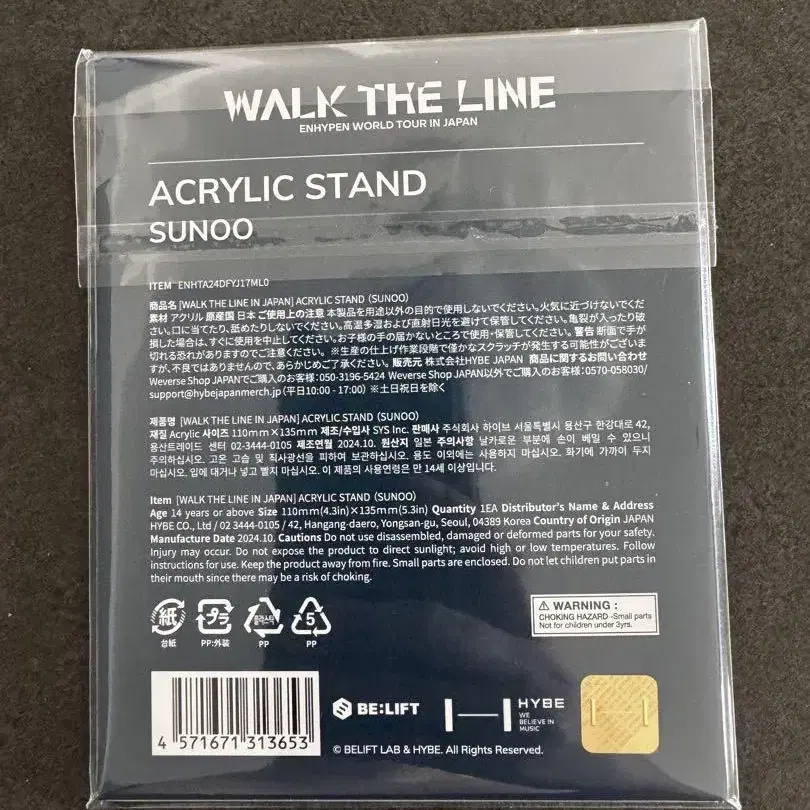 WALK THE LINE
ENHYPEN WORLD TOUR IN JAPAN
ACRYLIC STAND
SUNOO
ITEM ENHTA24DFYJ17ML0
商品名 [WALK THE LINE IN JAPAN] ACRYLIC STAND (SUNOO)
素材 アクリル 原産国 日本 ご使用上の注意 本製品を用途以外の目的で使用しないでください。火気に近づけないでくだ
さい。口に当てたり、舐めたりしないでください。高温多湿および直射日光を避けて保管してください。亀裂が入ったり破
損した場合は、すぐに使用を中止してください。お子様の手の届かないところで使用・保管してください。警告 断面で手が
切れる恐れがありますのでご注意ください。※生産の仕上げ作業段階で僅かなスクラッチが発生する可能性がございま
すが、不良ではありませんので、あらかじめご了承ください。販売元 株式会社HYBE JAPAN 商品に関するお問い合わせ
Weverse Shop JAPANでご購入のお客様：050-3196-5424 Weverse Shop JAPAN以外でご購入のお客様：0570-058030/
support@hybejapanmerch.jp(平日10:00 - 17:00) ※土日祝日を除く
제품명 [WALK THE LINE IN JAPAN] ACRYLIC STAND (SUNOO)
재질 Acrylic 사이즈 110mm×135mm 제조/수입사 SYS Inc. 판매사 주식회사 하이브 서울특별시 용산구 한강대로 42,
용산트레이드 센터 02-3444-0105 제조연월 2024.10. 원산지 일본 주의사항 날카로운 부분에 손이 베일 수 있으니
주의하십시오. 고온 고습 및 직사광선을 피하여 보관하십시오. 용도 이외에는 사용하지 마십시오. 화기에 가까이 두지
마십시오. 입에 대거나 넣고 빨지 마십시오. 이 제품의 사용연령은 만 14세 이상입니다.
Item [WALK THE LINE IN JAPAN] ACRYLIC STAND (SUNOO)
Age 14 years or above Size 110mm(4.3in)×135mm(5.3in) Quantity 1EA Distributor's Name & Address
HYBE CO., Ltd / 02 3444-0105 / 42, Hangang-daero, Yongsan-gu, Seoul, 04389 Korea Country of Origin JAPAN
Manufacture Date 2024.10. Cautions Do not use disassembled, damaged or deformed parts for your safety.
Injury may occur. Do not expose the product to direct sunlight; avoid high or low temperatures. Follow
instructions for use. Keep the product away from fire. Small parts are enclosed. Do not let children put parts in
their mouth since there may be a risk of choking.
紙 プラ 플라스틱 5
台紙 PP:外装 PP PP
WARNING :
CHOKING HAZARD -Small parts
Not for children under 3yrs.
BE:LIFT
HYBE
WE
BELIEVE IN
MUSIC
4 571671 313653
© BELIFT LAB & HYBE. All Rights Reserved.